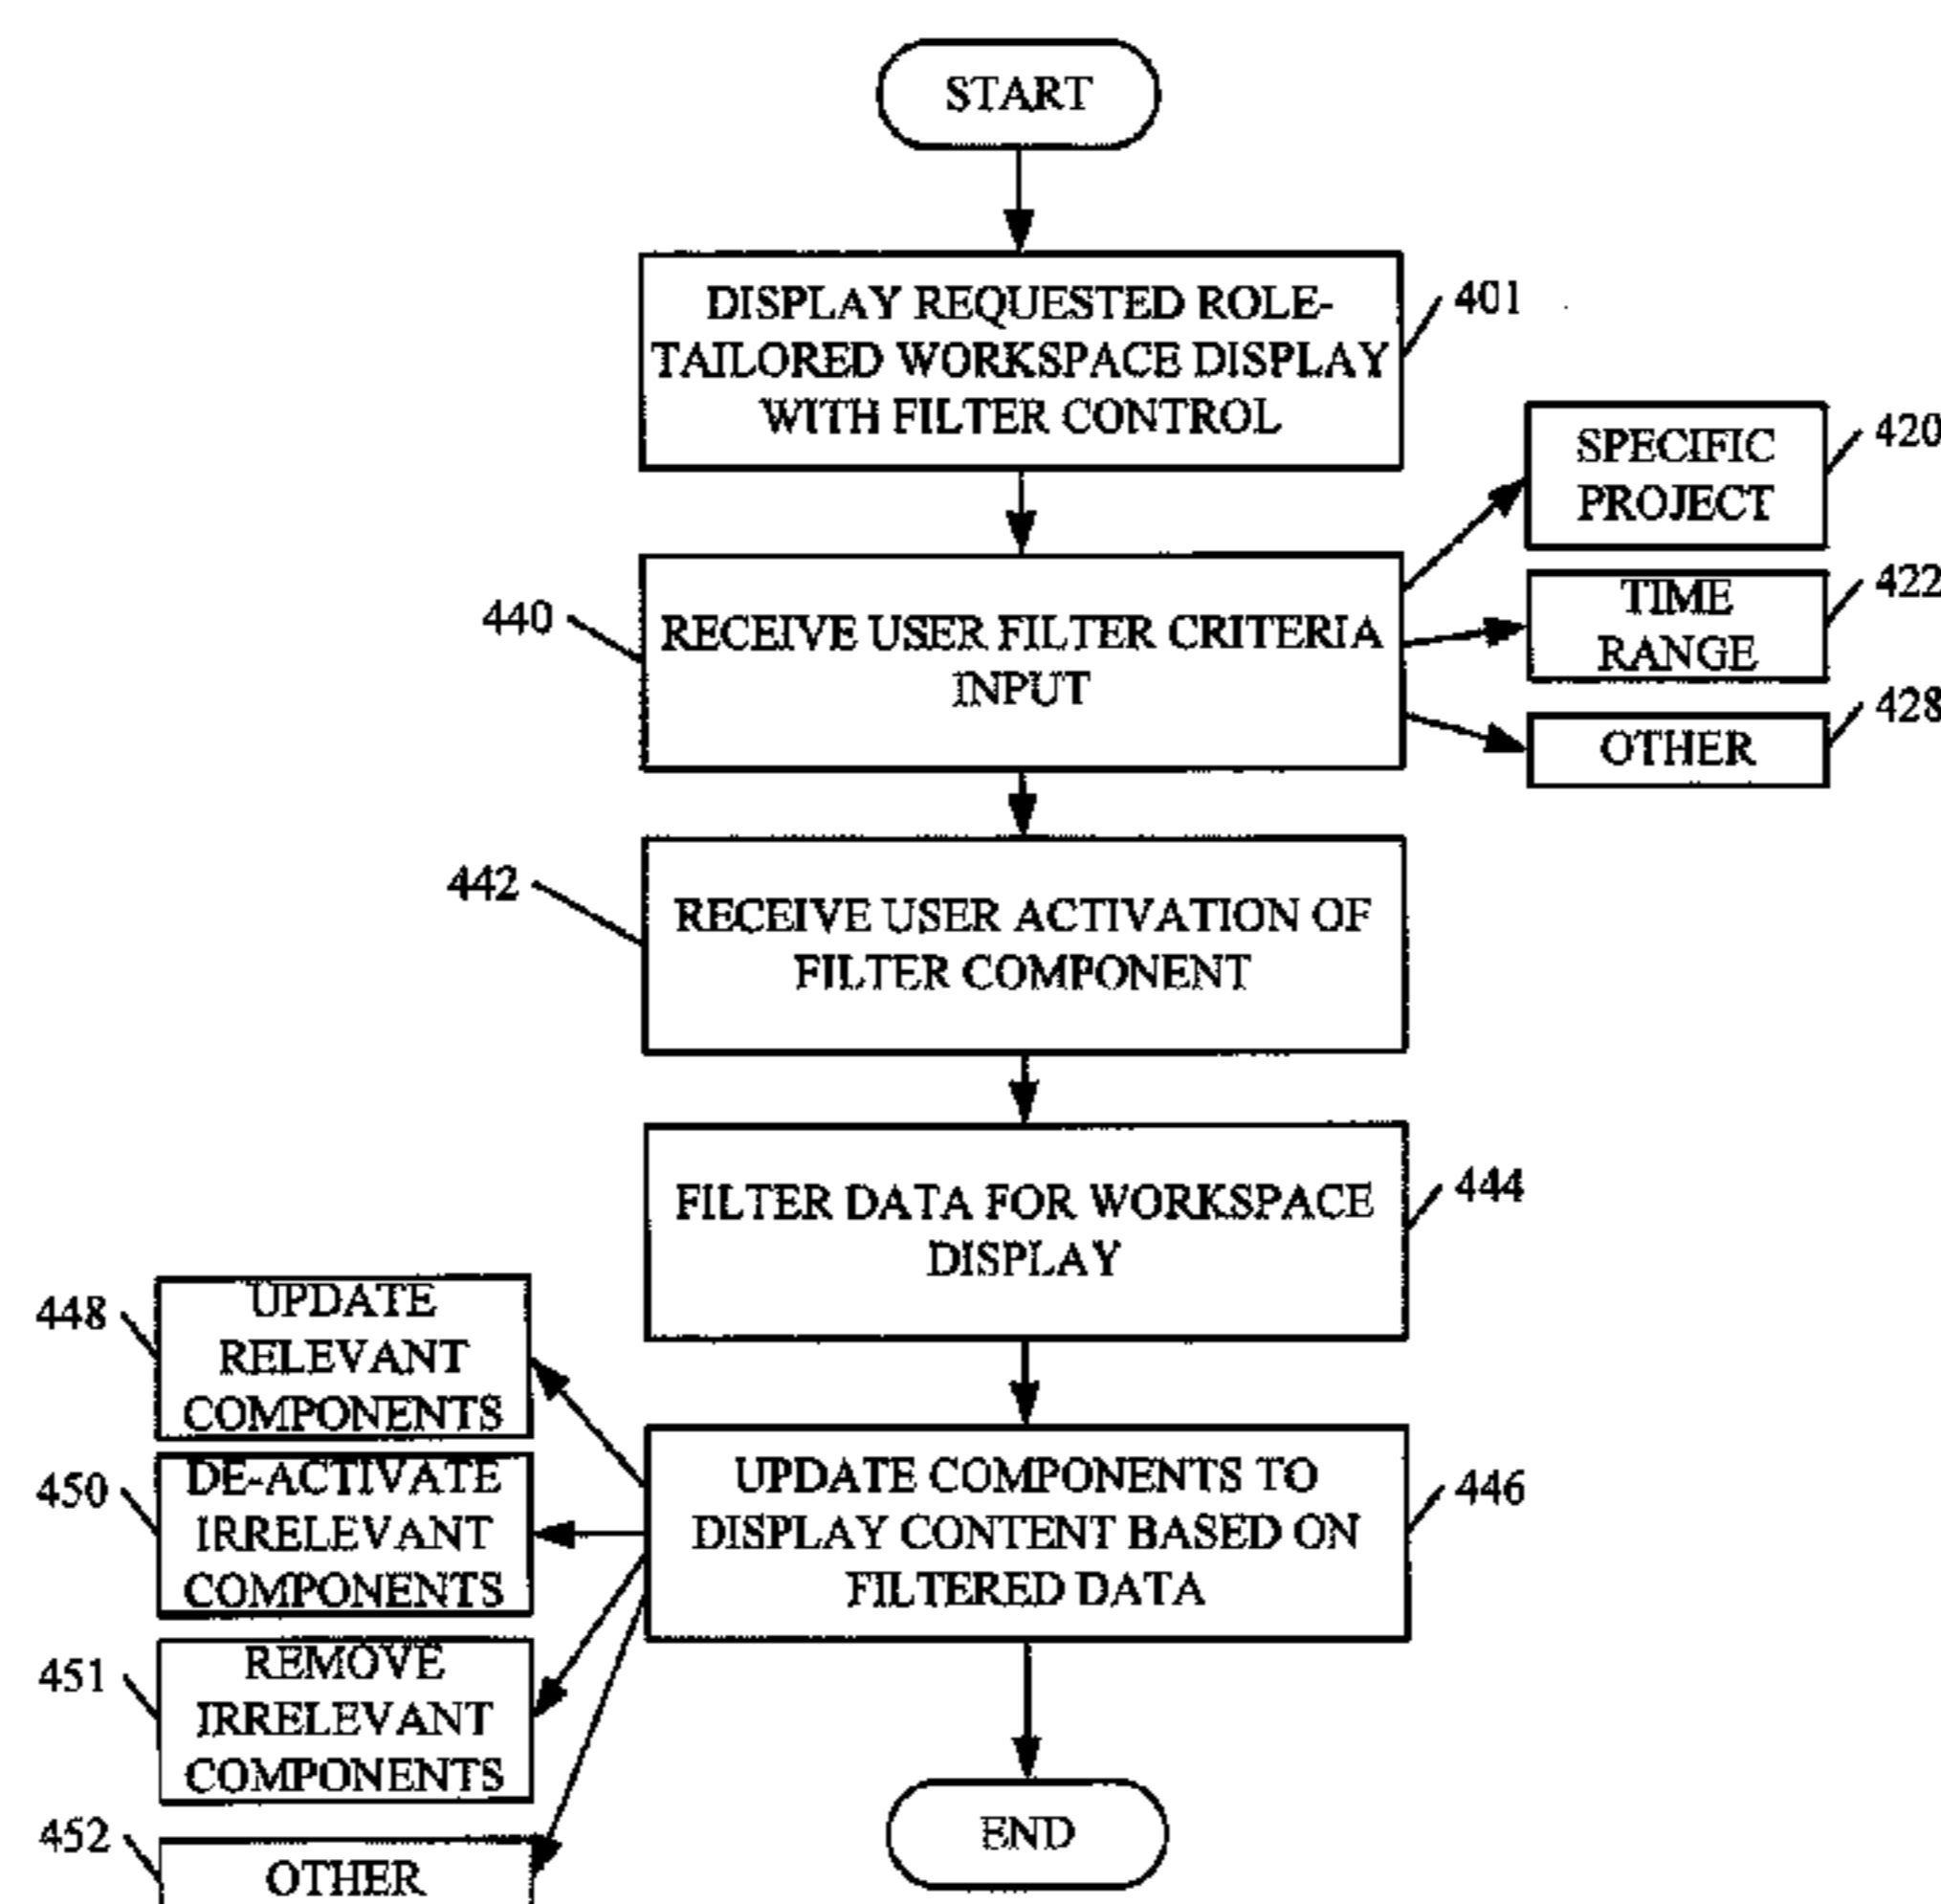 START
DISPLAY REQUESTED ROLE-
TAILORED WORKSPACE DISPLAY
WITH FILTER CONTROL
401
SPECIFIC
PROJECT
420
440
RECEIVE USER FILTER CRITERIA
INPUT
TIME
RANGE
422
OTHER
428
442
RECEIVE USER ACTIVATION OF
FILTER COMPONENT
FILTER DATA FOR WORKSPACE
DISPLAY
444
448
UPDATE
RELEVANT
COMPONENTS
450
DE-ACTIVATE
IRRELEVANT
COMPONENTS
UPDATE COMPONENTS TO
DISPLAY CONTENT BASED ON
FILTERED DATA
446
451
REMOVE
IRRELEVANT
COMPONENTS
452
OTHER
END